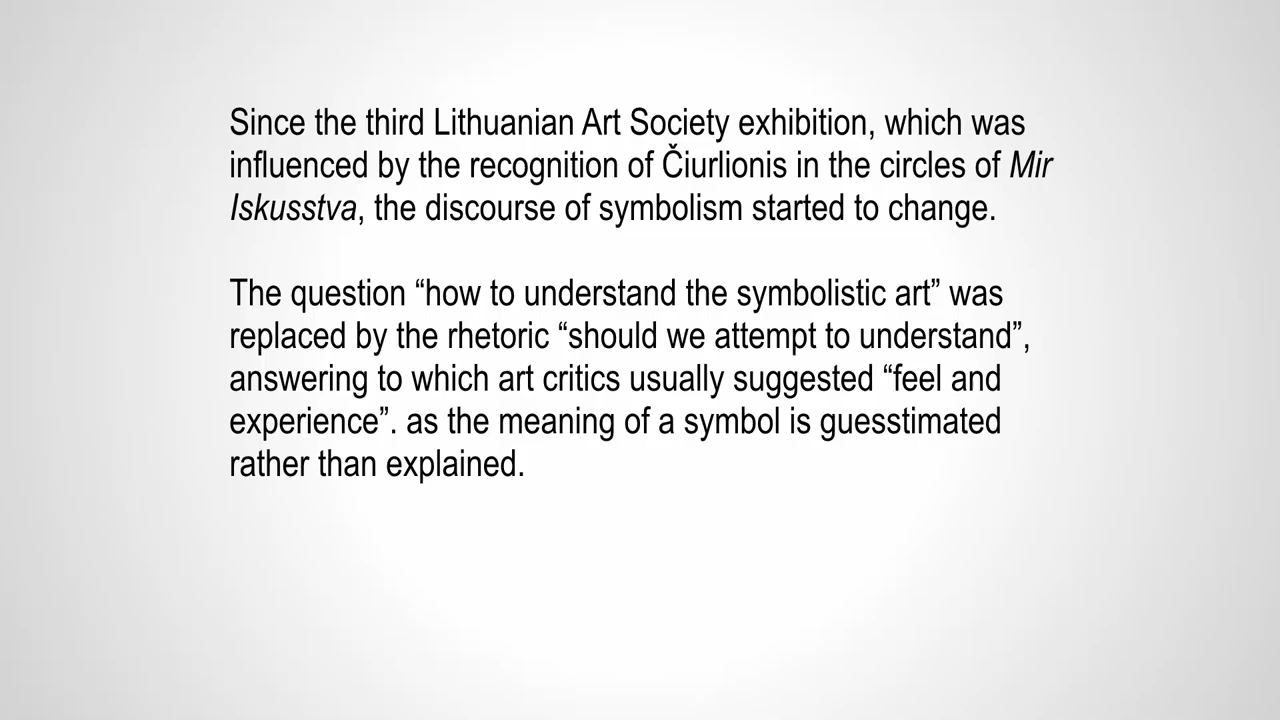 Since the third Lithuanian Art Society exhibition, which was
influenced by the recognition of Čiurlionis in the circles of Mir
Iskusstva, the discourse of symbolism started to change.
The question “how to understand the symbolistic art” was
replaced by the rhetoric “should we attempt to understand”,
answering to which art critics usually suggested “feel and
experience”. as the meaning of a symbol is guesstimated
rather than explained.